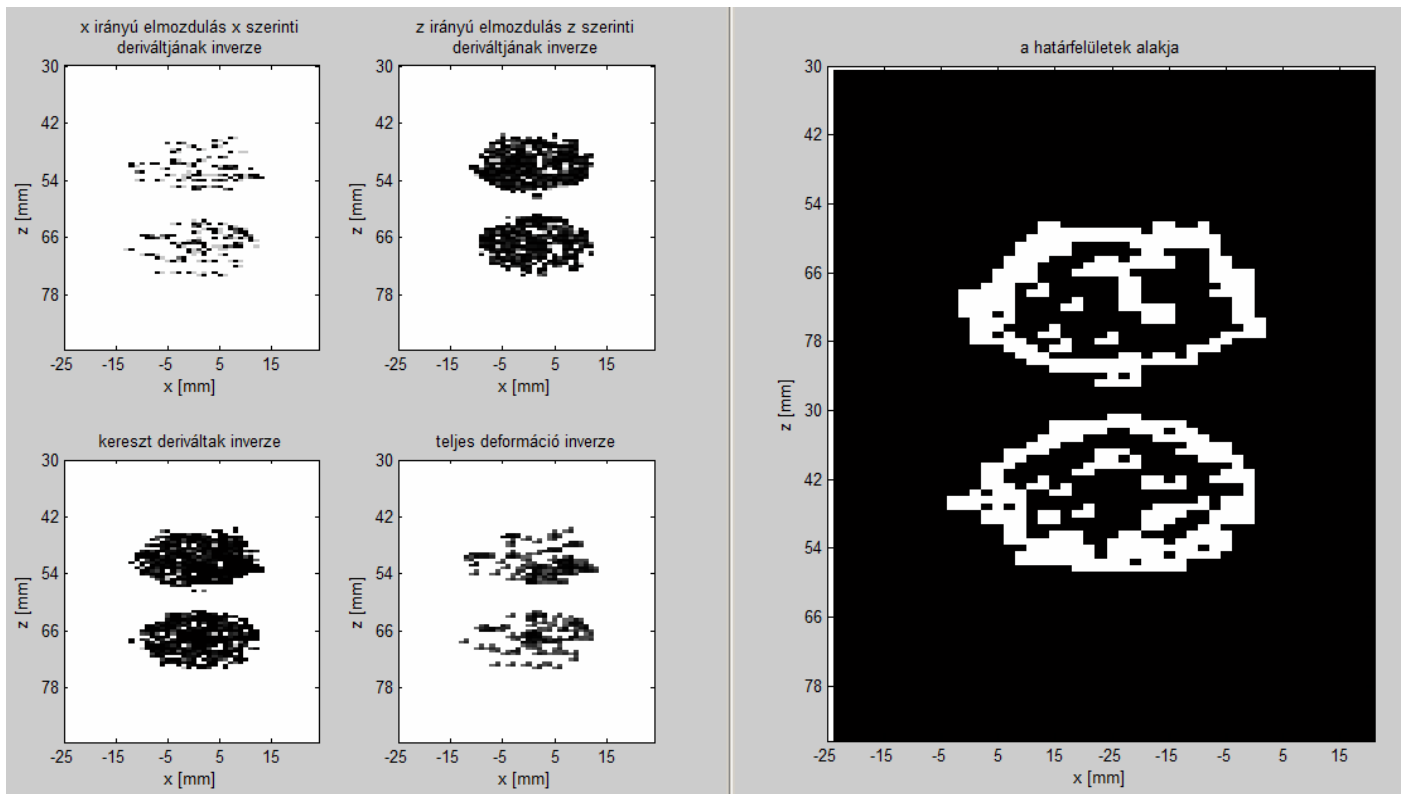 x irányú elmozdulás x szerinti
deriváltjának inverze
30
42
54
66
78
z [mm]
-25 -15 -5 5 15
x [mm]
z irányú elmozdulás z szerinti
deriváltjának inverze
30
42
54
66
78
z [mm]
-25 -15 -5 5 15
x [mm]
kereszt deriváltak inverze
30
42
54
66
78
z [mm]
-25 -15 -5 5 15
x [mm]
teljes deformáció inverze
30
42
54
66
78
z [mm]
-25 -15 -5 5 15
x [mm]
a határfelületek alakja
30
42
54
66
78
30
42
54
66
78
z [mm]
-25 -15 -5 5 15 -25 -15 -5 5 15
x [mm]